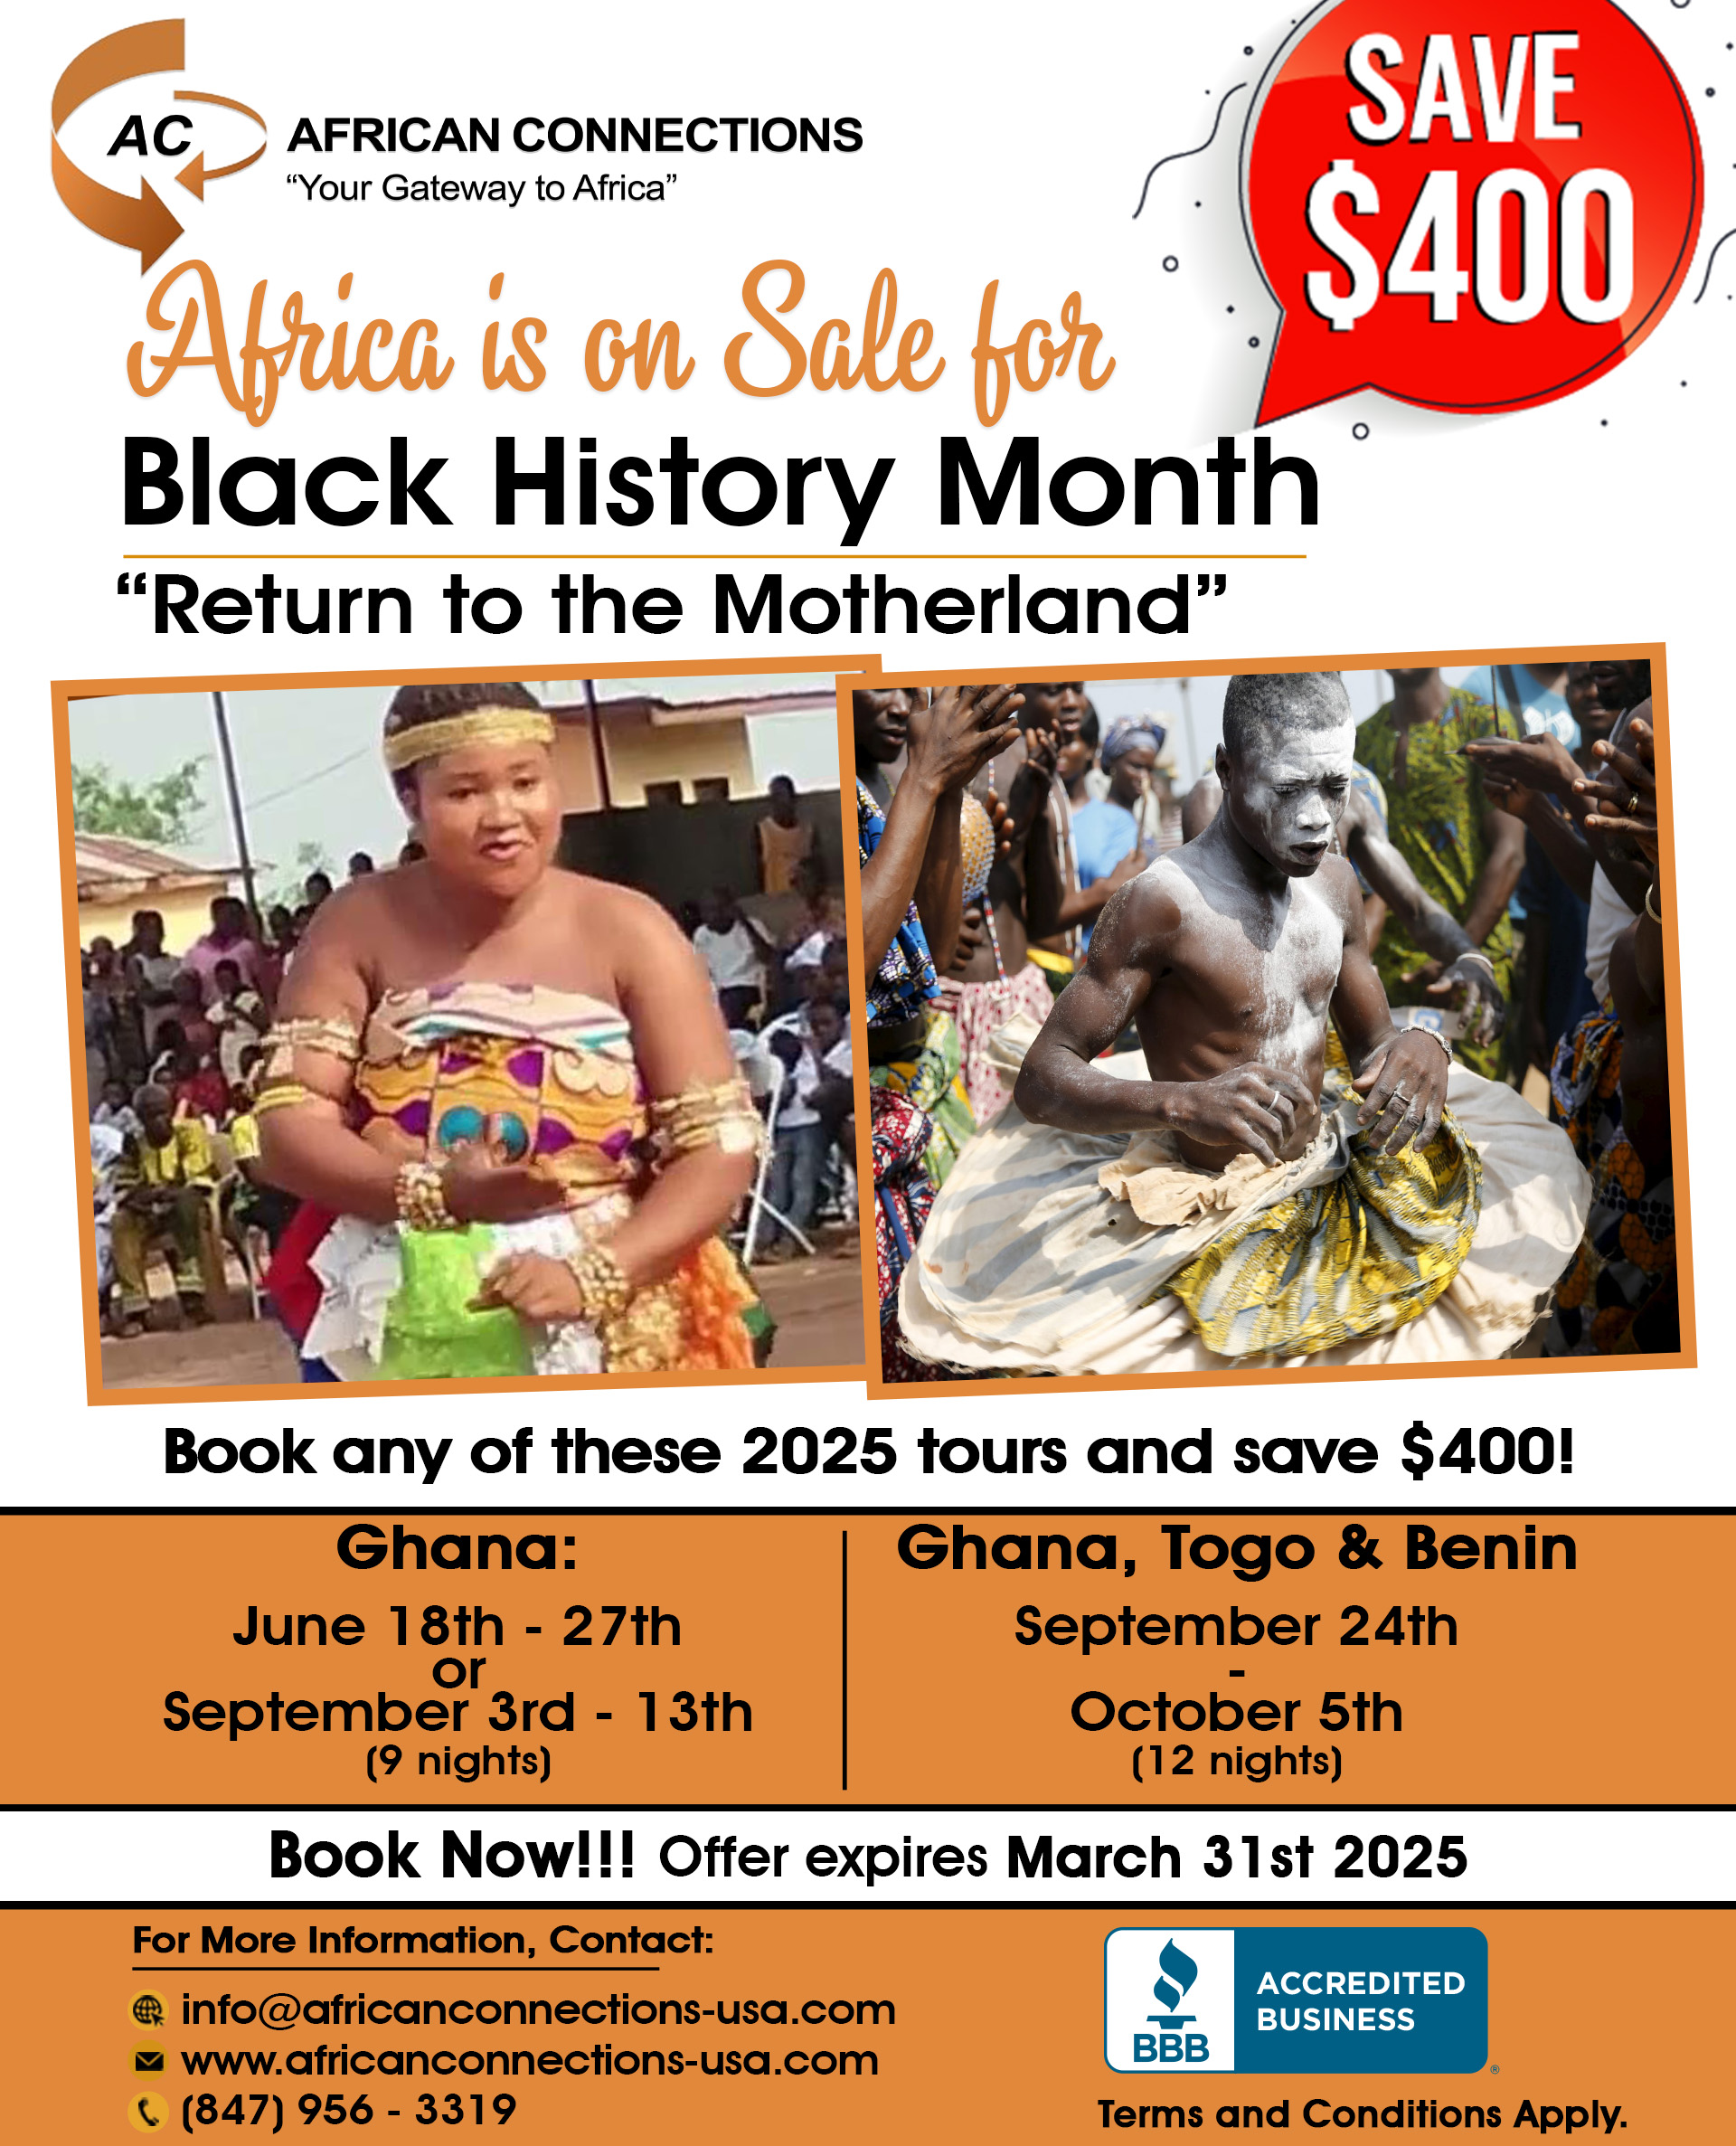 AC
AFRICAN CONNECTIONS
“Your Gateway to Africa”
SAVE
$400
Africa is on Sale for
Black History Month
“Return to the Motherland”
Book any of these 2025 tours and save $400!
Ghana:
June 18th - 27th
or
September 3rd - 13th
(9 nights)
Ghana, Togo & Benin
September 24th
-
October 5th
(12 nights)
Book Now!!! Offer expires March 31st 2025
For More Information, Contact:
info@africanconnections-usa.com
www.africanconnections-usa.com
(847) 956 - 3319
BBB
ACCREDITED
BUSINESS
®
Terms and Conditions Apply.